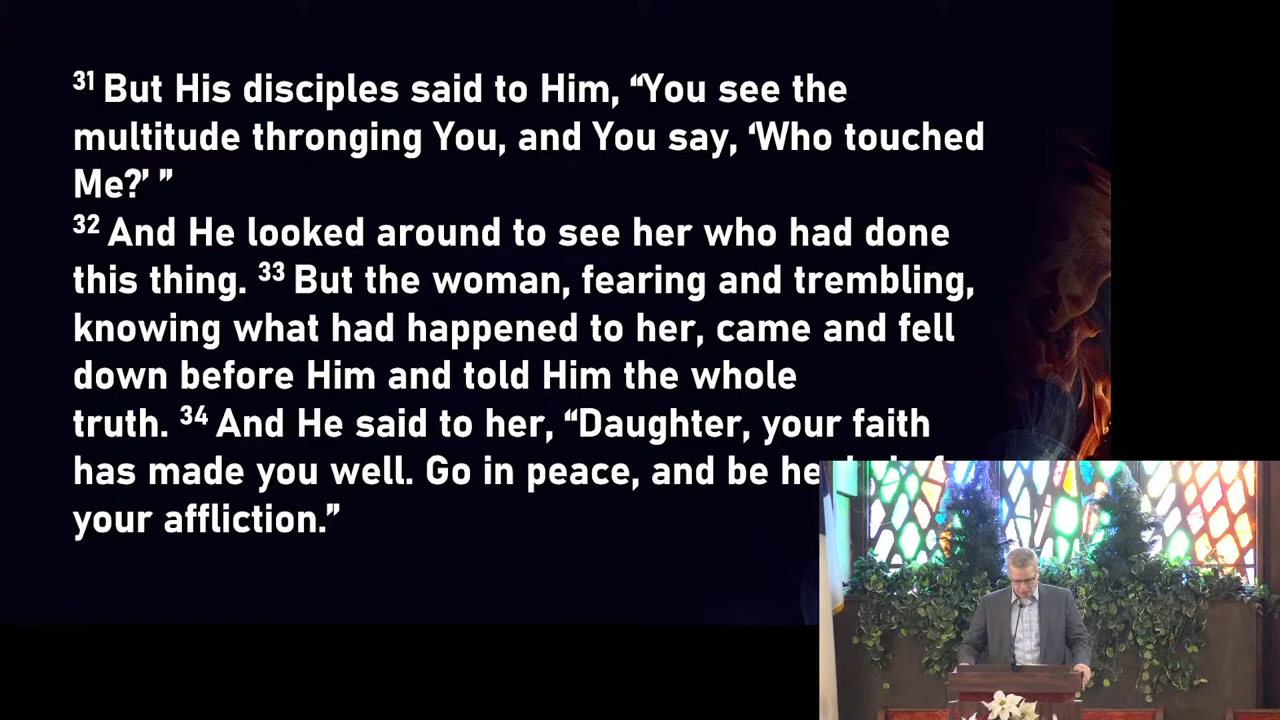 31 But His disciples said to Him, “You see the
multitude thronging You, and You say, ‘Who touched
Me?’ ”
32 And He looked around to see her who had done
this thing. 33 But the woman, fearing and trembling,
knowing what had happened to her, came and fell
down before Him and told Him the whole
truth. 34 And He said to her, “Daughter, your faith
has made you well. Go in peace, and be
your affliction.”